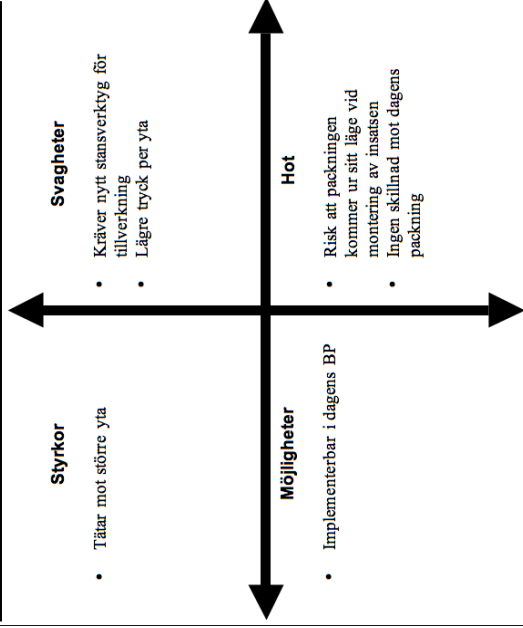 Styrkor
• Tätar mot större yta
Svagheter
• Kräver nytt stansverktyg för
tillverkning
• Lägre tryck per yta
Möjligheter
• Implementerbar i dagens BP
Hot
• Risk att packningen
kommer ur sitt läge vid
montering av insatsen
• Ingen skillnad mot dagens
packning